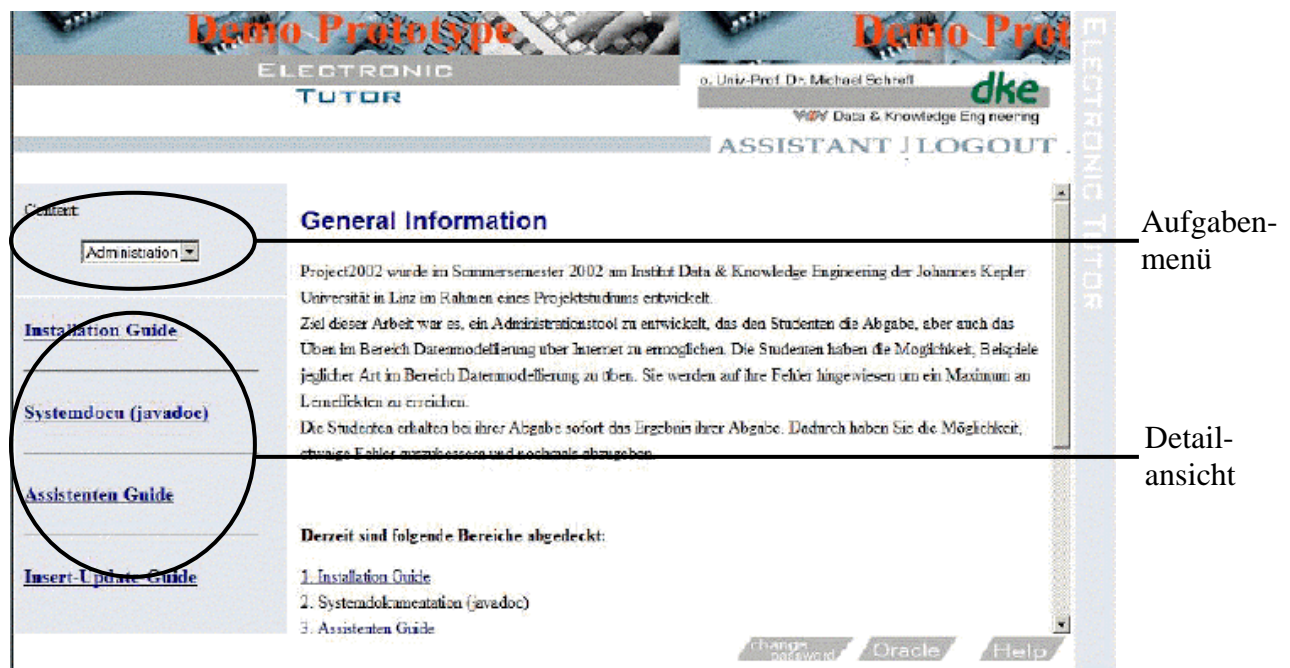 Demo Prototype
Demo Prot
ELECTRONIC
TUTOR
o. Univ-Prof. Dr. Michael Schrefl
dke
Data & Knowledge Engineering
ASSISTANT | LOGOUT
ELECTRONIC TUTOR
Content:
Administration
Installation Guide
Systemdocu (javadoc)
Assistenten Guide
Insert-Update Guide
General Information
Project2002 wurde im Sommersemester 2002 am Institut Data & Knowledge Engineering der Johannes Kepler
Universität in Linz im Rahmen eines Projektstudiums entwickelt.
Ziel dieser Arbeit war es, ein Administrationstool zu entwickelt, das den Studenten die Abgabe, aber auch das
Üben im Bereich Datenmodellierung über Internet zu ermöglichen. Die Studenten haben die Möglichkeit, Beispiele
jeglicher Art im Bereich Datenmodellierung zu üben. Sie werden auf ihre Fehler hingewiesen um ein Maximum an
Lerneffekten zu erreichen.
Die Studenten erhalten bei ihrer Abgabe sofort das Ergebnis ihrer Abgabe. Dadurch haben Sie die Möglichkeit,
etwaige Fehler auszubessern und nochmals abzugeben.
Derzeit sind folgende Bereiche abgedeckt:
1. Installation Guide
2. Systemdokumentation (javadoc)
3. Assistenten Guide
change password
Oracle
Help
Aufgaben-
menü
Detail-
ansicht